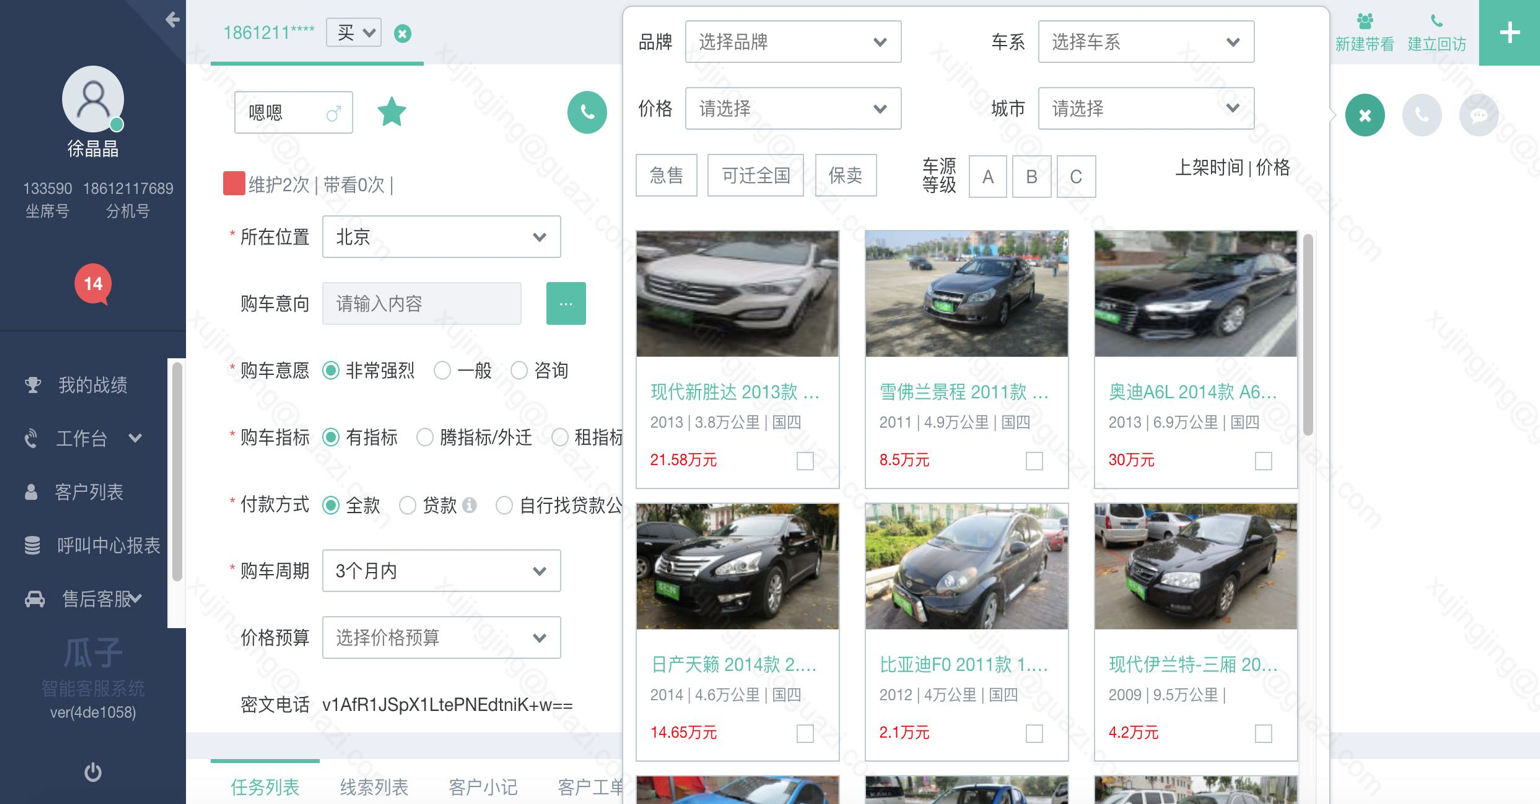 1861211****
买
徐晶晶
133590 18612117689
坐席号 分机号
14
我的战绩
工作台
客户列表
呼叫中心报表
售后客服
瓜子
智能客服系统
ver(4de1058)
嗯嗯
维护2次 | 带看0次 |
* 所在位置 北京
购车意向 请输入内容 ...
* 购车意愿 非常强烈 一般 咨询
* 购车指标 有指标 腾指标/外迁 租指标
* 付款方式 全款 贷款 自行找贷款公
* 购车周期 3个月内
价格预算 选择价格预算
密文电话 v1AfR1JSpX1LtePNEdtniK+w==
任务列表 线索列表 客户小记 客户工单
品牌 选择品牌 车系 选择车系
价格 请选择 城市 请选择
急售 可迁全国 保卖
车源
等级
A B C
上架时间 | 价格
现代新胜达 2013款 ...
2013 | 3.8万公里 | 国四
21.58万元
雪佛兰景程 2011款 ...
2011 | 4.9万公里 | 国四
8.5万元
奥迪A6L 2014款 A6...
2013 | 6.9万公里 | 国四
30万元
日产天籁 2014款 2....
2014 | 4.6万公里 | 国四
14.65万元
比亚迪F0 2011款 1....
2012 | 4万公里 | 国四
2.1万元
现代伊兰特-三厢 20...
2009 | 9.5万公里 |
4.2万元
新建带看 建立回访
xujingjing@guazi.com